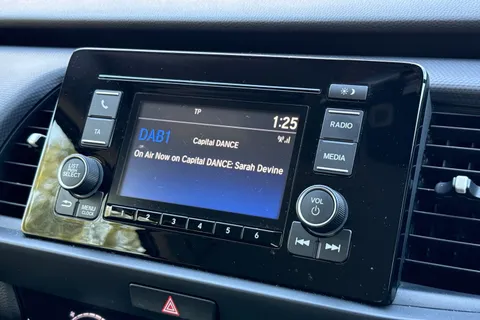 TP
1:25
DAB1
Capital DANCE
On Air Now on Capital DANCE: Sarah Devine
TA
LIST
SELECT
MENU/
CLOCK
RADIO
MEDIA
VOL
1 2 3 4 5 6